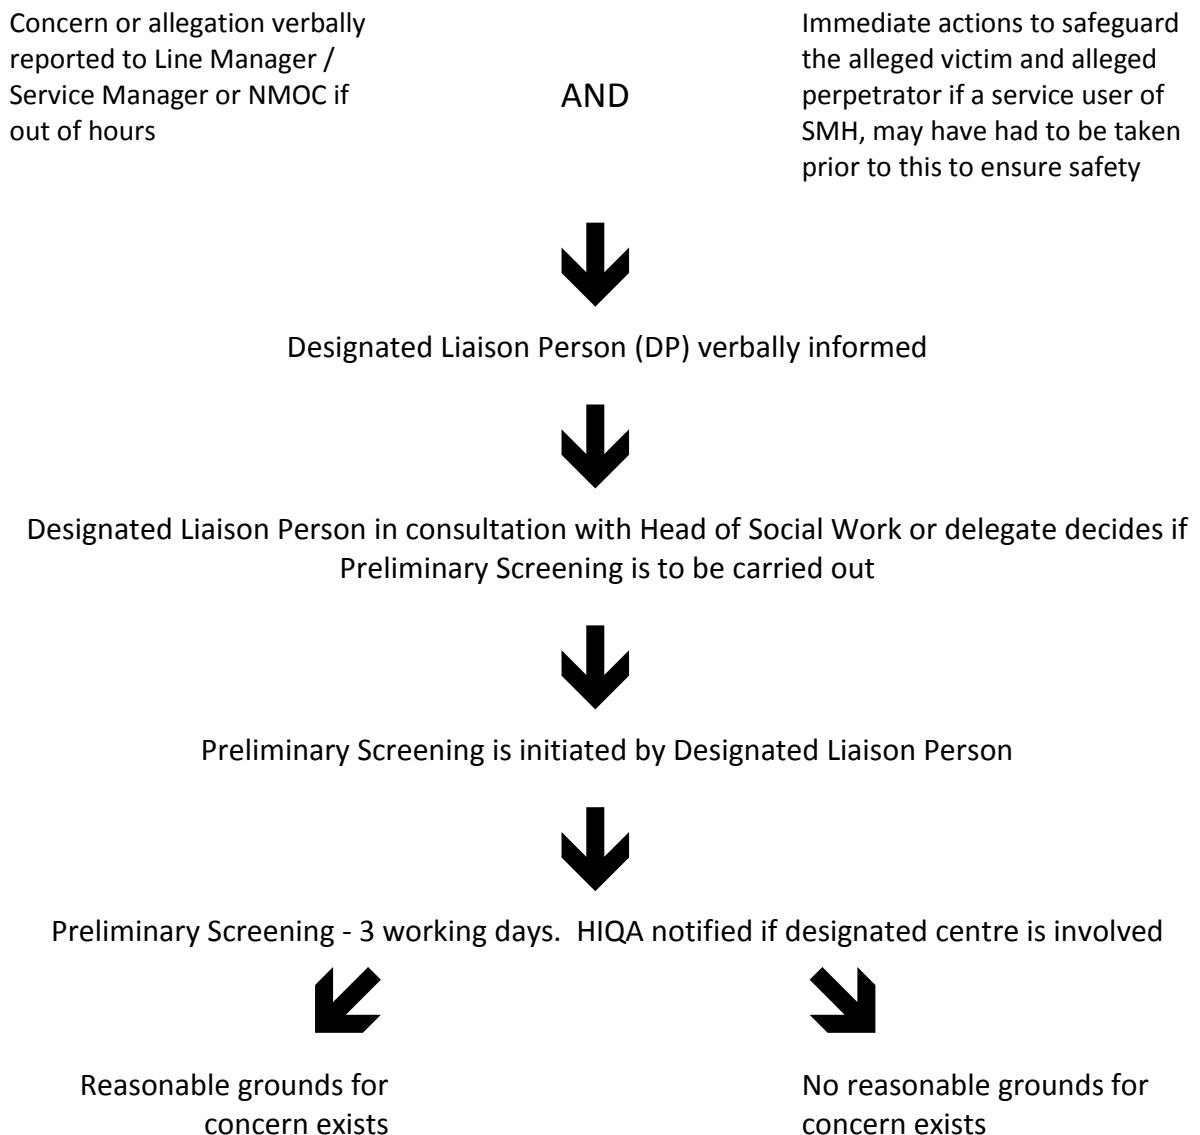 Concern or allegation verbally
reported to Line Manager /
Service Manager or NMOC if
out of hours
AND
Immediate actions to safeguard
the alleged victim and alleged
perpetrator if a service user of
SMH, may have had to be taken
prior to this to ensure safety
Designated Liaison Person (DP) verbally informed
Designated Liaison Person in consultation with Head of Social Work or delegate decides if
Preliminary Screening is to be carried out
Preliminary Screening is initiated by Designated Liaison Person
Preliminary Screening - 3 working days.  HIQA notified if designated centre is involved
Reasonable grounds for
concern exists
No reasonable grounds for
concern exists